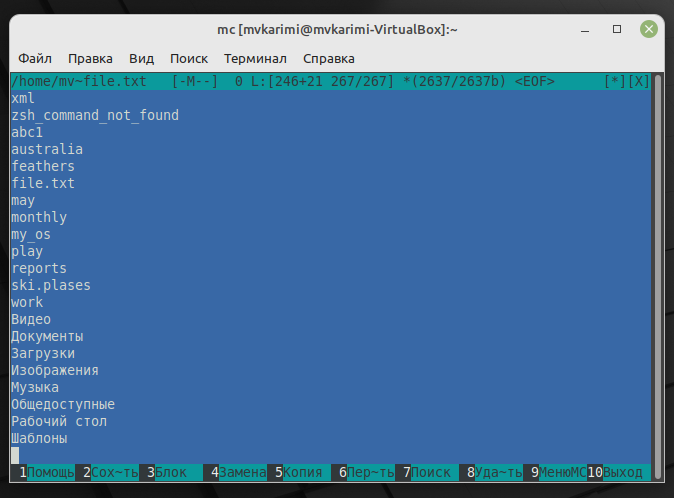 mc [mvkarimi@mvkarimi-VirtualBox]:~
Файл Правка Вид Поиск Терминал Справка
/home/mv~file.txt [-M--] 0 L:[246+21 267/267] *(2637/2637b) <EOF> [*][X]
xml
zsh_command_not_found
abc1
australia
feathers
file.txt
may
monthly
my_os
play
reports
ski.plases
work
Видео
Документы
Загрузки
Изображения
Музыка
Общедоступные
Рабочий стол
Шаблоны
1Помощь 2Сох~ть 3Блок 4Замена 5Копия 6Пер~ть 7Поиск 8Уда~ть 9МенюMC 10Выход